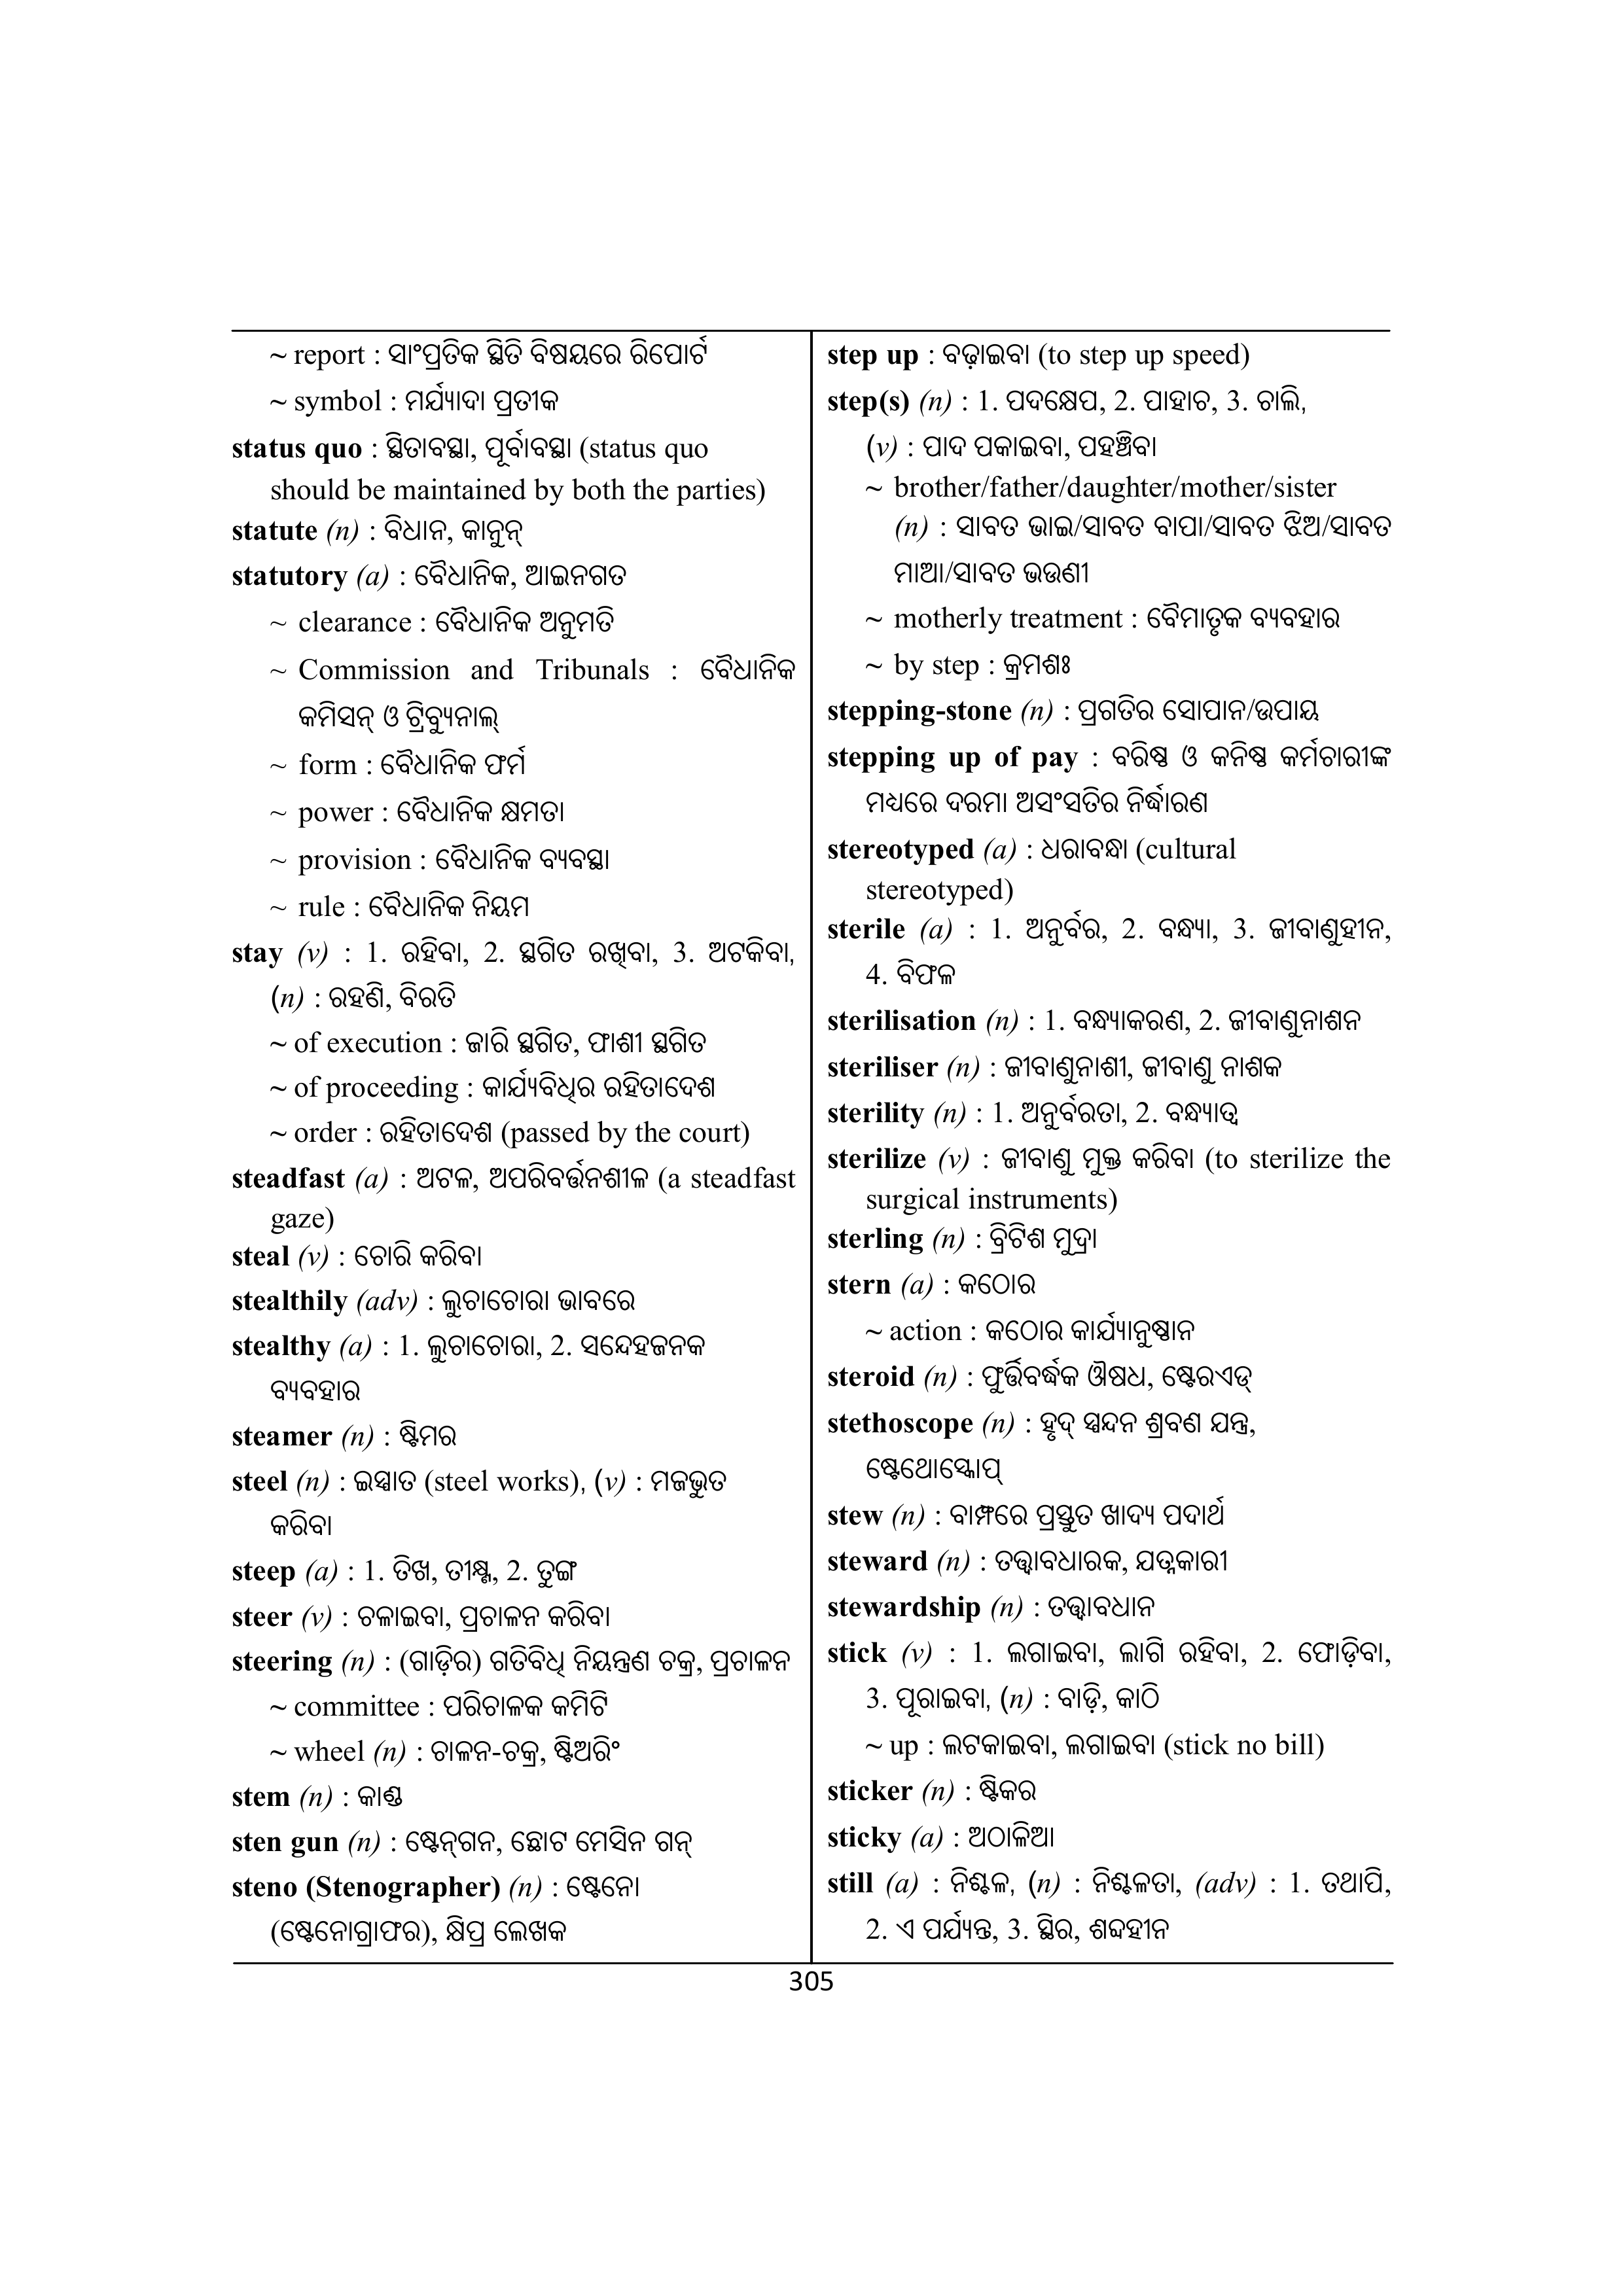 ~ report : ସାଂପ୍ରତିକ ସ୍ଥିତି ବିଷୟରେ ରିପୋର୍ଟ
~ symbol : ମର୍ଯ୍ୟାଦା ପ୍ରତୀକ
status quo : ସ୍ଥିତାବସ୍ଥା, ପୂର୍ବାବସ୍ଥା (status quo
should be maintained by both the parties)
statute (n) : ବିଧାନ, କାନୁନ୍
statutory (a) : ବୈଧାନିକ, ଆଇନଗତ
~ clearance : ବୈଧାନିକ ଅନୁମତି
~ Commission and Tribunals : ବୈଧାନିକ
କମିସନ୍ ଓ ଟ୍ରିବ୍ୟୁନାଲ୍
~ form : ବୈଧାନିକ ଫର୍ମ
~ power : ବୈଧାନିକ କ୍ଷମତା
~ provision : ବୈଧାନିକ ବ୍ୟବସ୍ଥା
~ rule : ବୈଧାନିକ ନିୟମ
stay (v) : 1. ରହିବା, 2. ସ୍ଥଗିତ ରଖିବା, 3. ଅଟକିବା,
(n) : ରହଣି, ବିରତି
~ of execution : ଜାରି ସ୍ଥଗିତ, ଫାଶୀ ସ୍ଥଗିତ
~ of proceeding : କାର୍ଯ୍ୟବିଧିର ରହିତାଦେଶ
~ order : ରହିତାଦେଶ (passed by the court)
steadfast (a) : ଅଟଳ, ଅପରିବର୍ତ୍ତନଶୀଳ (a steadfast
gaze)
steal (v) : ଚୋରି କରିବା
stealthily (adv) : ଲୁଚାଚୋରା ଭାବରେ
stealthy (a) : 1. ଲୁଚାଚୋରା, 2. ସନ୍ଦେହଜନକ
ବ୍ୟବହାର
steamer (n) : ଷ୍ଟିମର
steel (n) : ଇସ୍ପାତ (steel works), (v) : ମଜଭୁତ
କରିବା
steep (a) : 1. ତିଖ, ତୀକ୍ଷ୍ଣ, 2. ତୁଙ୍ଗ
steer (v) : ଚଳାଇବା, ପ୍ରଚାଳନ କରିବା
steering (n) : (ଗାଡ଼ିର) ଗତିବିଧି ନିୟନ୍ତ୍ରଣ ଚକ୍ର, ପ୍ରଚାଳନ
~ committee : ପରିଚାଳକ କମିଟି
~ wheel (n) : ଚାଳନ-ଚକ୍ର, ଷ୍ଟିଅରିଂ
stem (n) : କାଣ୍ଡ
sten gun (n) : ଷ୍ଟେନ୍‌ଗନ, ଛୋଟ ମେସିନ ଗନ୍
steno (Stenographer) (n) : ଷ୍ଟେନୋ
(ଷ୍ଟେନୋଗ୍ରାଫର), କ୍ଷିପ୍ର ଲେଖକ
step up : ବଢ଼ାଇବା (to step up speed)
step(s) (n) : 1. ପଦକ୍ଷେପ, 2. ପାହାଚ, 3. ଚାଲି,
(v) : ପାଦ ପକାଇବା, ପହଞ୍ଚିବା
~ brother/father/daughter/mother/sister
(n) : ସାବତ ଭାଇ/ସାବତ ବାପା/ସାବତ ଝିଅ/ସାବତ
ମାଆ/ସାବତ ଭଉଣୀ
~ motherly treatment : ବୈମାତୃକ ବ୍ୟବହାର
~ by step : କ୍ରମଶଃ
stepping-stone (n) : ପ୍ରଗତିର ସୋପାନ/ଉପାୟ
stepping up of pay : ବରିଷ୍ଠ ଓ କନିଷ୍ଠ କର୍ମଚାରୀଙ୍କ
ମଧ୍ୟରେ ଦରମା ଅସଂସତିର ନିର୍ଦ୍ଧାରଣ
stereotyped (a) : ଧରାବନ୍ଧା (cultural
stereotyped)
sterile (a) : 1. ଅନୁର୍ବର, 2. ବନ୍ଧ୍ୟା, 3. ଜୀବାଣୁହୀନ,
4. ବିଫଳ
sterilisation (n) : 1. ବନ୍ଧ୍ୟାକରଣ, 2. ଜୀବାଣୁନାଶନ
steriliser (n) : ଜୀବାଣୁନାଶୀ, ଜୀବାଣୁ ନାଶକ
sterility (n) : 1. ଅନୁର୍ବରତା, 2. ବନ୍ଧ୍ୟାତ୍ୱ
sterilize (v) : ଜୀବାଣୁ ମୁକ୍ତ କରିବା (to sterilize the
surgical instruments)
sterling (n) : ବ୍ରିଟିଶ ମୁଦ୍ରା
stern (a) : କଠୋର
~ action : କଠୋର କାର୍ଯ୍ୟାନୁଷ୍ଠାନ
steroid (n) : ଫୁର୍ତ୍ତିବର୍ଦ୍ଧକ ଔଷଧ, ଷ୍ଟେରଏଡ୍
stethoscope (n) : ହୃଦ୍ ସ୍ପନ୍ଦନ ଶ୍ରବଣ ଯନ୍ତ୍ର,
ଷ୍ଟେଥୋସ୍କୋପ୍
stew (n) : ବାମ୍ଫରେ ପ୍ରସ୍ତୁତ ଖାଦ୍ୟ ପଦାର୍ଥ
steward (n) : ତତ୍ତ୍ୱାବଧାରକ, ଯତ୍ନକାରୀ
stewardship (n) : ତତ୍ତ୍ୱାବଧାନ
stick (v) : 1. ଲଗାଇବା, ଲାଗି ରହିବା, 2. ଫୋଡ଼ିବା,
3. ପୂରାଇବା, (n) : ବାଡ଼ି, କାଠି
~ up : ଲଟକାଇବା, ଲଗାଇବା (stick no bill)
sticker (n) : ଷ୍ଟିକର
sticky (a) : ଅଠାଳିଆ
still (a) : ନିଶ୍ଚଳ, (n) : ନିଶ୍ଚଳତା, (adv) : 1. ତଥାପି,
2. ଏ ପର୍ଯ୍ୟନ୍ତ, 3. ସ୍ଥିର, ଶବ୍ଦହୀନ
305